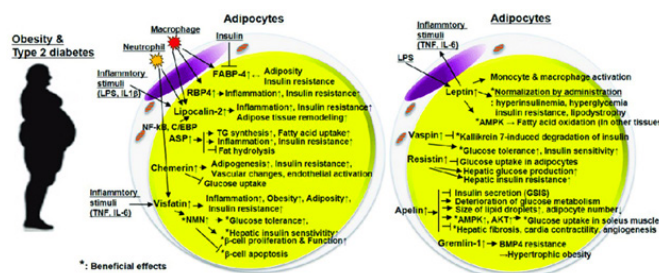 Adipocytes
Macrophage
Neutrophil
Insulin
Obesity &
Type 2 diabetes
Inflammtory
stimuli
(LPS, IL1β)
FABP-4↑
Adiposity
Insulin resistance
RBP4↑→Inflammation↑, Insulin resistance↑
Lipocalin-2↑→Inflammation↑, Insulin resistance↑
Adipose tissue remodeling↑
NF-kB, C/EBP
ASP↑
TG synthesis↑, Fatty acid uptake↑
Inflammation↑, Insulin resistance↑
Fat hydrolysis
Chemerin↑
Adipogenesis↑, Insulin resistance↑,
Vascular changes, endothelial activation
Glucose uptake
Inflammtory
stimuli
(TNF, IL-6)
Visfatin↑
Inflammation↑, Obesity↑, Adiposity↑,
Insulin resistance↑
*NMN↑
*Glucose tolerance↑,
*Hepatic insulin senstivity↑
*β-cell proliferation & Function↑
*β-cell apoptosis
*: Beneficial effects
Adipocytes
Inflammtory
stimuli
(TNF, IL-6)
LPS
Leptin↑
Monocyte & macrophage activation
*Normalization by administration
: hyperinsulinemia, hyperglycemia
insulin resistance, lipodystrophy
*AMPK → Fatty acid oxidation (in other tissues)
Vaspin↑
*Kallikrein 7-induced degradation of insulin
*Glucose tolerance↑, Insulin sensitivity↑
Resistin↑
Glucose uptake in adipocytes
Hepatic glucose production↑
Hepatic insulin resistance↑
Apelin↑
Insulin secretion (GSIS)
Deterioration of glucose metabolism
Size of lipid droplets↑, adipocyte number↓
*AMPK↑, AKT↑→*Glucose uptake in soleus muscle
Hepatic fibrosis, cardia contractility, angiogenesis
Gremlin-1↑
BMP4 resistance
→Hypertrophic obesity